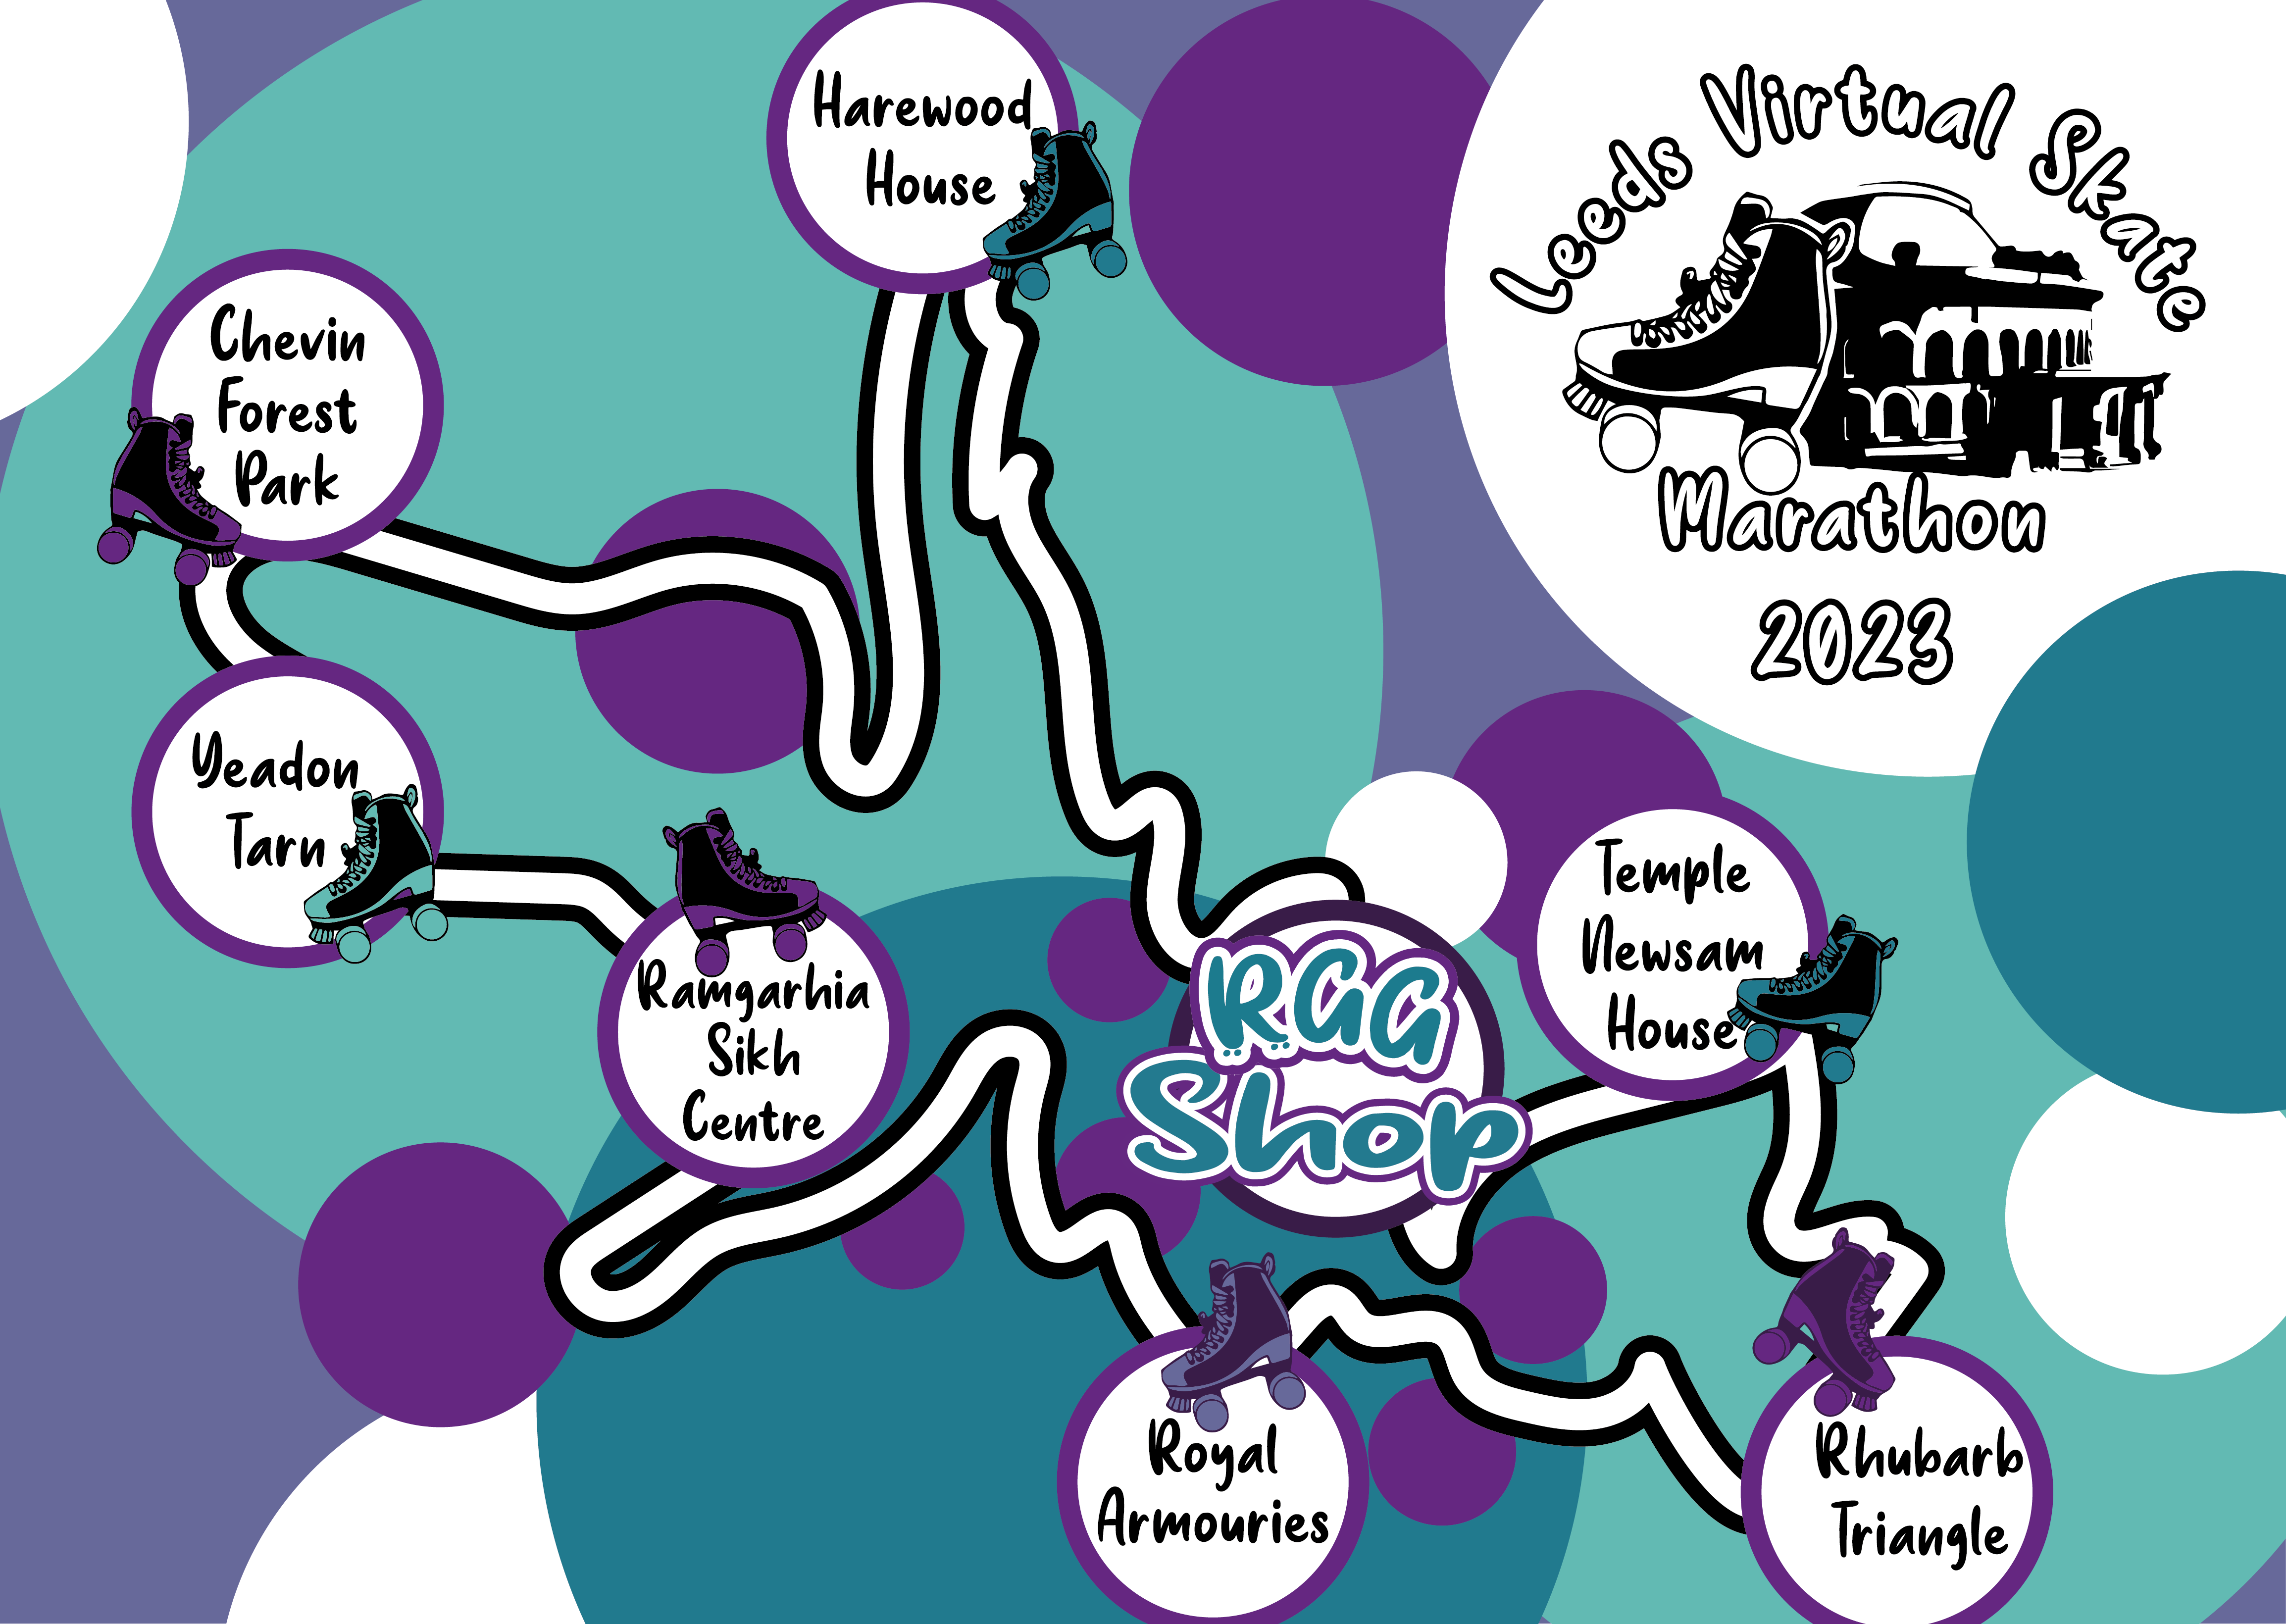 Leeds Virtual Skate
Marathon
2023
Harewood
House
Chevin
Forest
Park
Yeadon
Tarn
Ramgarhia
Sikh
Centre
RGG
Shop
Temple
Newsam
House
Royal
Armouries
Rhubarb
Triangle